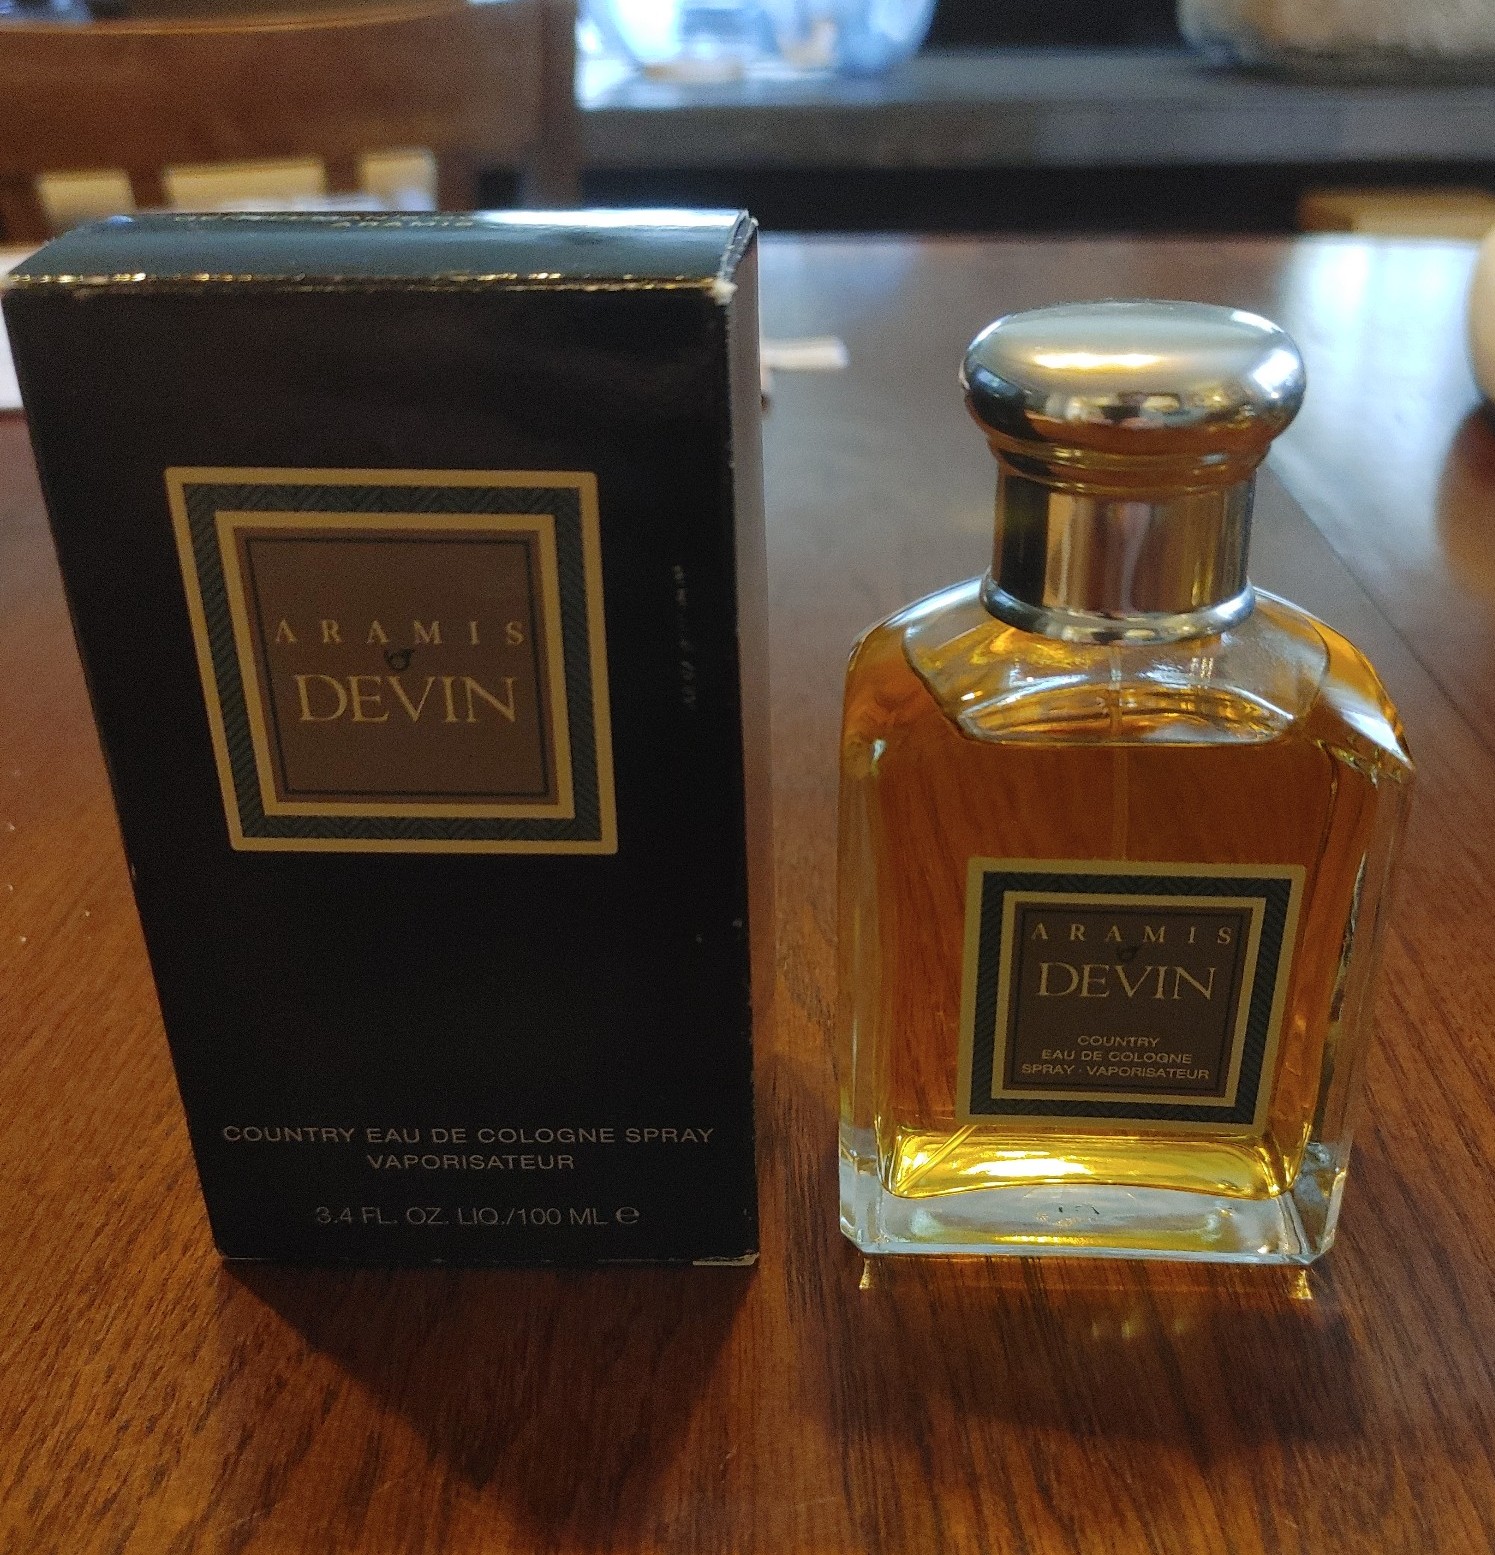 ARAMIS
ARAMIS
DEVIN
COUNTRY EAU DE COLOGNE SPRAY
VAPORISATEUR
3.4 FL. OZ. LIQ./100 ML ℮
ARAMIS
DEVIN
COUNTRY
EAU DE COLOGNE
SPRAY · VAPORISATEUR